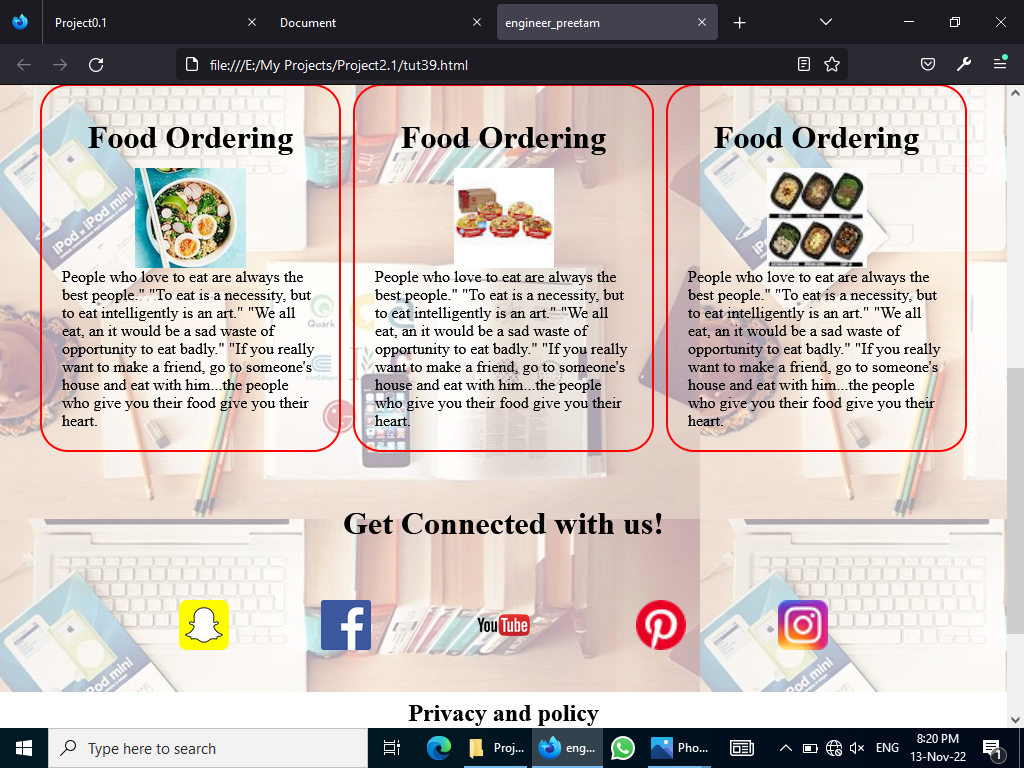 Project0.1
Document
engineer_preetam
file:///E:/My Projects/Project2.1/tut39.html
Food Ordering
People who love to eat are always the
best people." "To eat is a necessity, but
to eat intelligently is an art." "We all
eat, an it would be a sad waste of
opportunity to eat badly." "If you really
want to make a friend, go to someone's
house and eat with him...the people
who give you their food give you their
heart.
Food Ordering
People who love to eat are always the
best people." "To eat is a necessity, but
to eat intelligently is an art." "We all
eat, an it would be a sad waste of
opportunity to eat badly." "If you really
want to make a friend, go to someone's
house and eat with him...the people
who give you their food give you their
heart.
Food Ordering
People who love to eat are always the
best people." "To eat is a necessity, but
to eat intelligently is an art." "We all
eat, an it would be a sad waste of
opportunity to eat badly." "If you really
want to make a friend, go to someone's
house and eat with him...the people
who give you their food give you their
heart.
iPod mini
iPod mini
Quark
Get Connected with us!
YouTube
iPod mini
iPod mini
Privacy and policy
Type here to search
Proj...
eng...
Pho...
ENG
8:20 PM
13-Nov-22
1